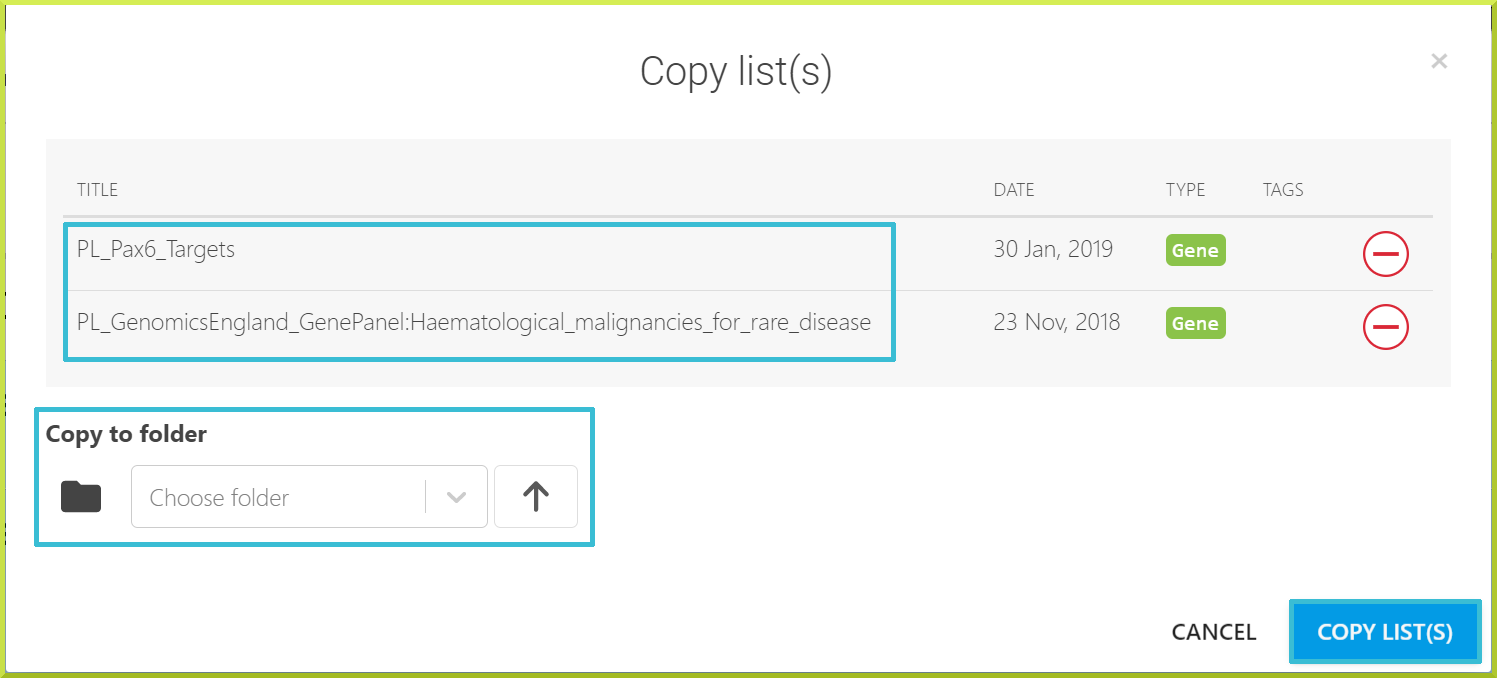 Copy list(s)
×
TITLE DATE TYPE TAGS
PL_Pax6_Targets 30 Jan, 2019 Gene
PL_GenomicsEngland_GenePanel:Haematological_malignancies_for_rare_disease 23 Nov, 2018 Gene
Copy to folder
Choose folder
CANCEL COPY LIST(S)